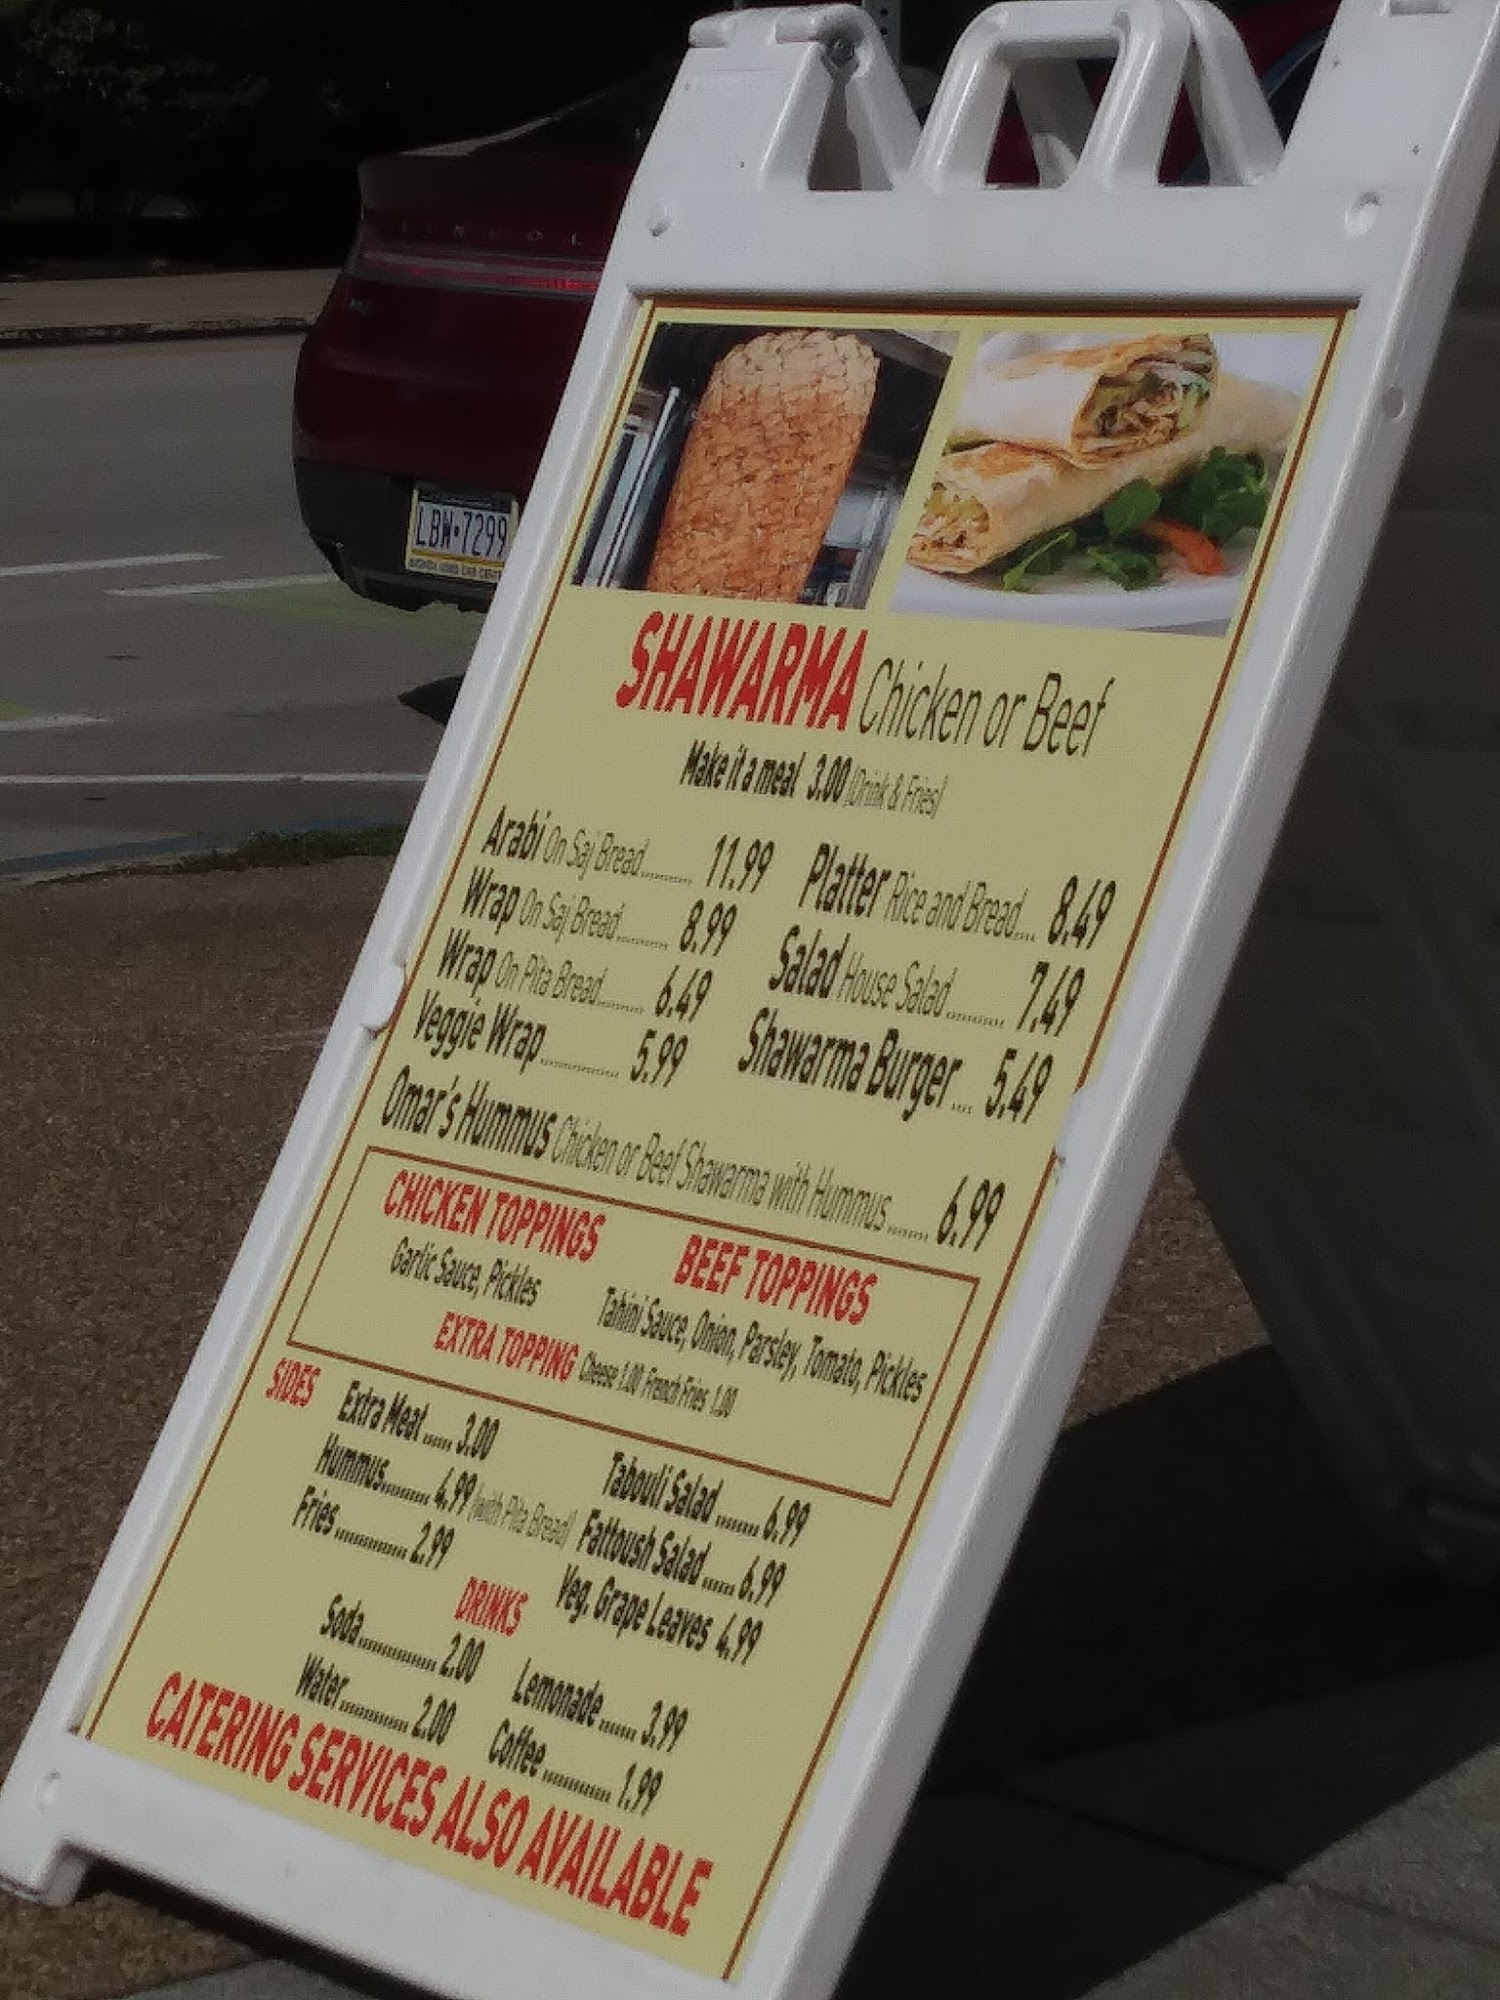 LINCOL
LBW-7299
SHAWARMA Chicken or Beef
Make it a meal 3.00 (Drink & Fries)
Arabi On Saj Bread........ 11.99
Wrap On Saj Bread........ 8.99
Wrap On Pita Bread........ 6.49
Veggie Wrap............. 5.99
Platter Rice and Bread.... 8.49
Salad House Salad.......... 7.49
Shawarma Burger.... 5.49
Omar's Hummus Chicken or Beef Shawarma with Hummus....... 6.99
CHICKEN TOPPINGS
Garlic Sauce, Pickles
BEEF TOPPINGS
Tahini Sauce, Onion, Parsley, Tomato, Pickles
EXTRA TOPPING Cheese 1.00 French Fries 1.00
SIDES
Extra Meat...... 3.00
Hummus.......... 4.99 (with Pita Bread)
Fries............... 2.99
Tabouli Salad ........ 6.99
Fattoush Salad...... 6.99
Veg. Grape Leaves 4.99
DRINKS
Soda................ 2.00
Water.............. 2.00
Lemonade....... 3.99
Coffee.............. 1.99
CATERING SERVICES ALSO AVAILABLE